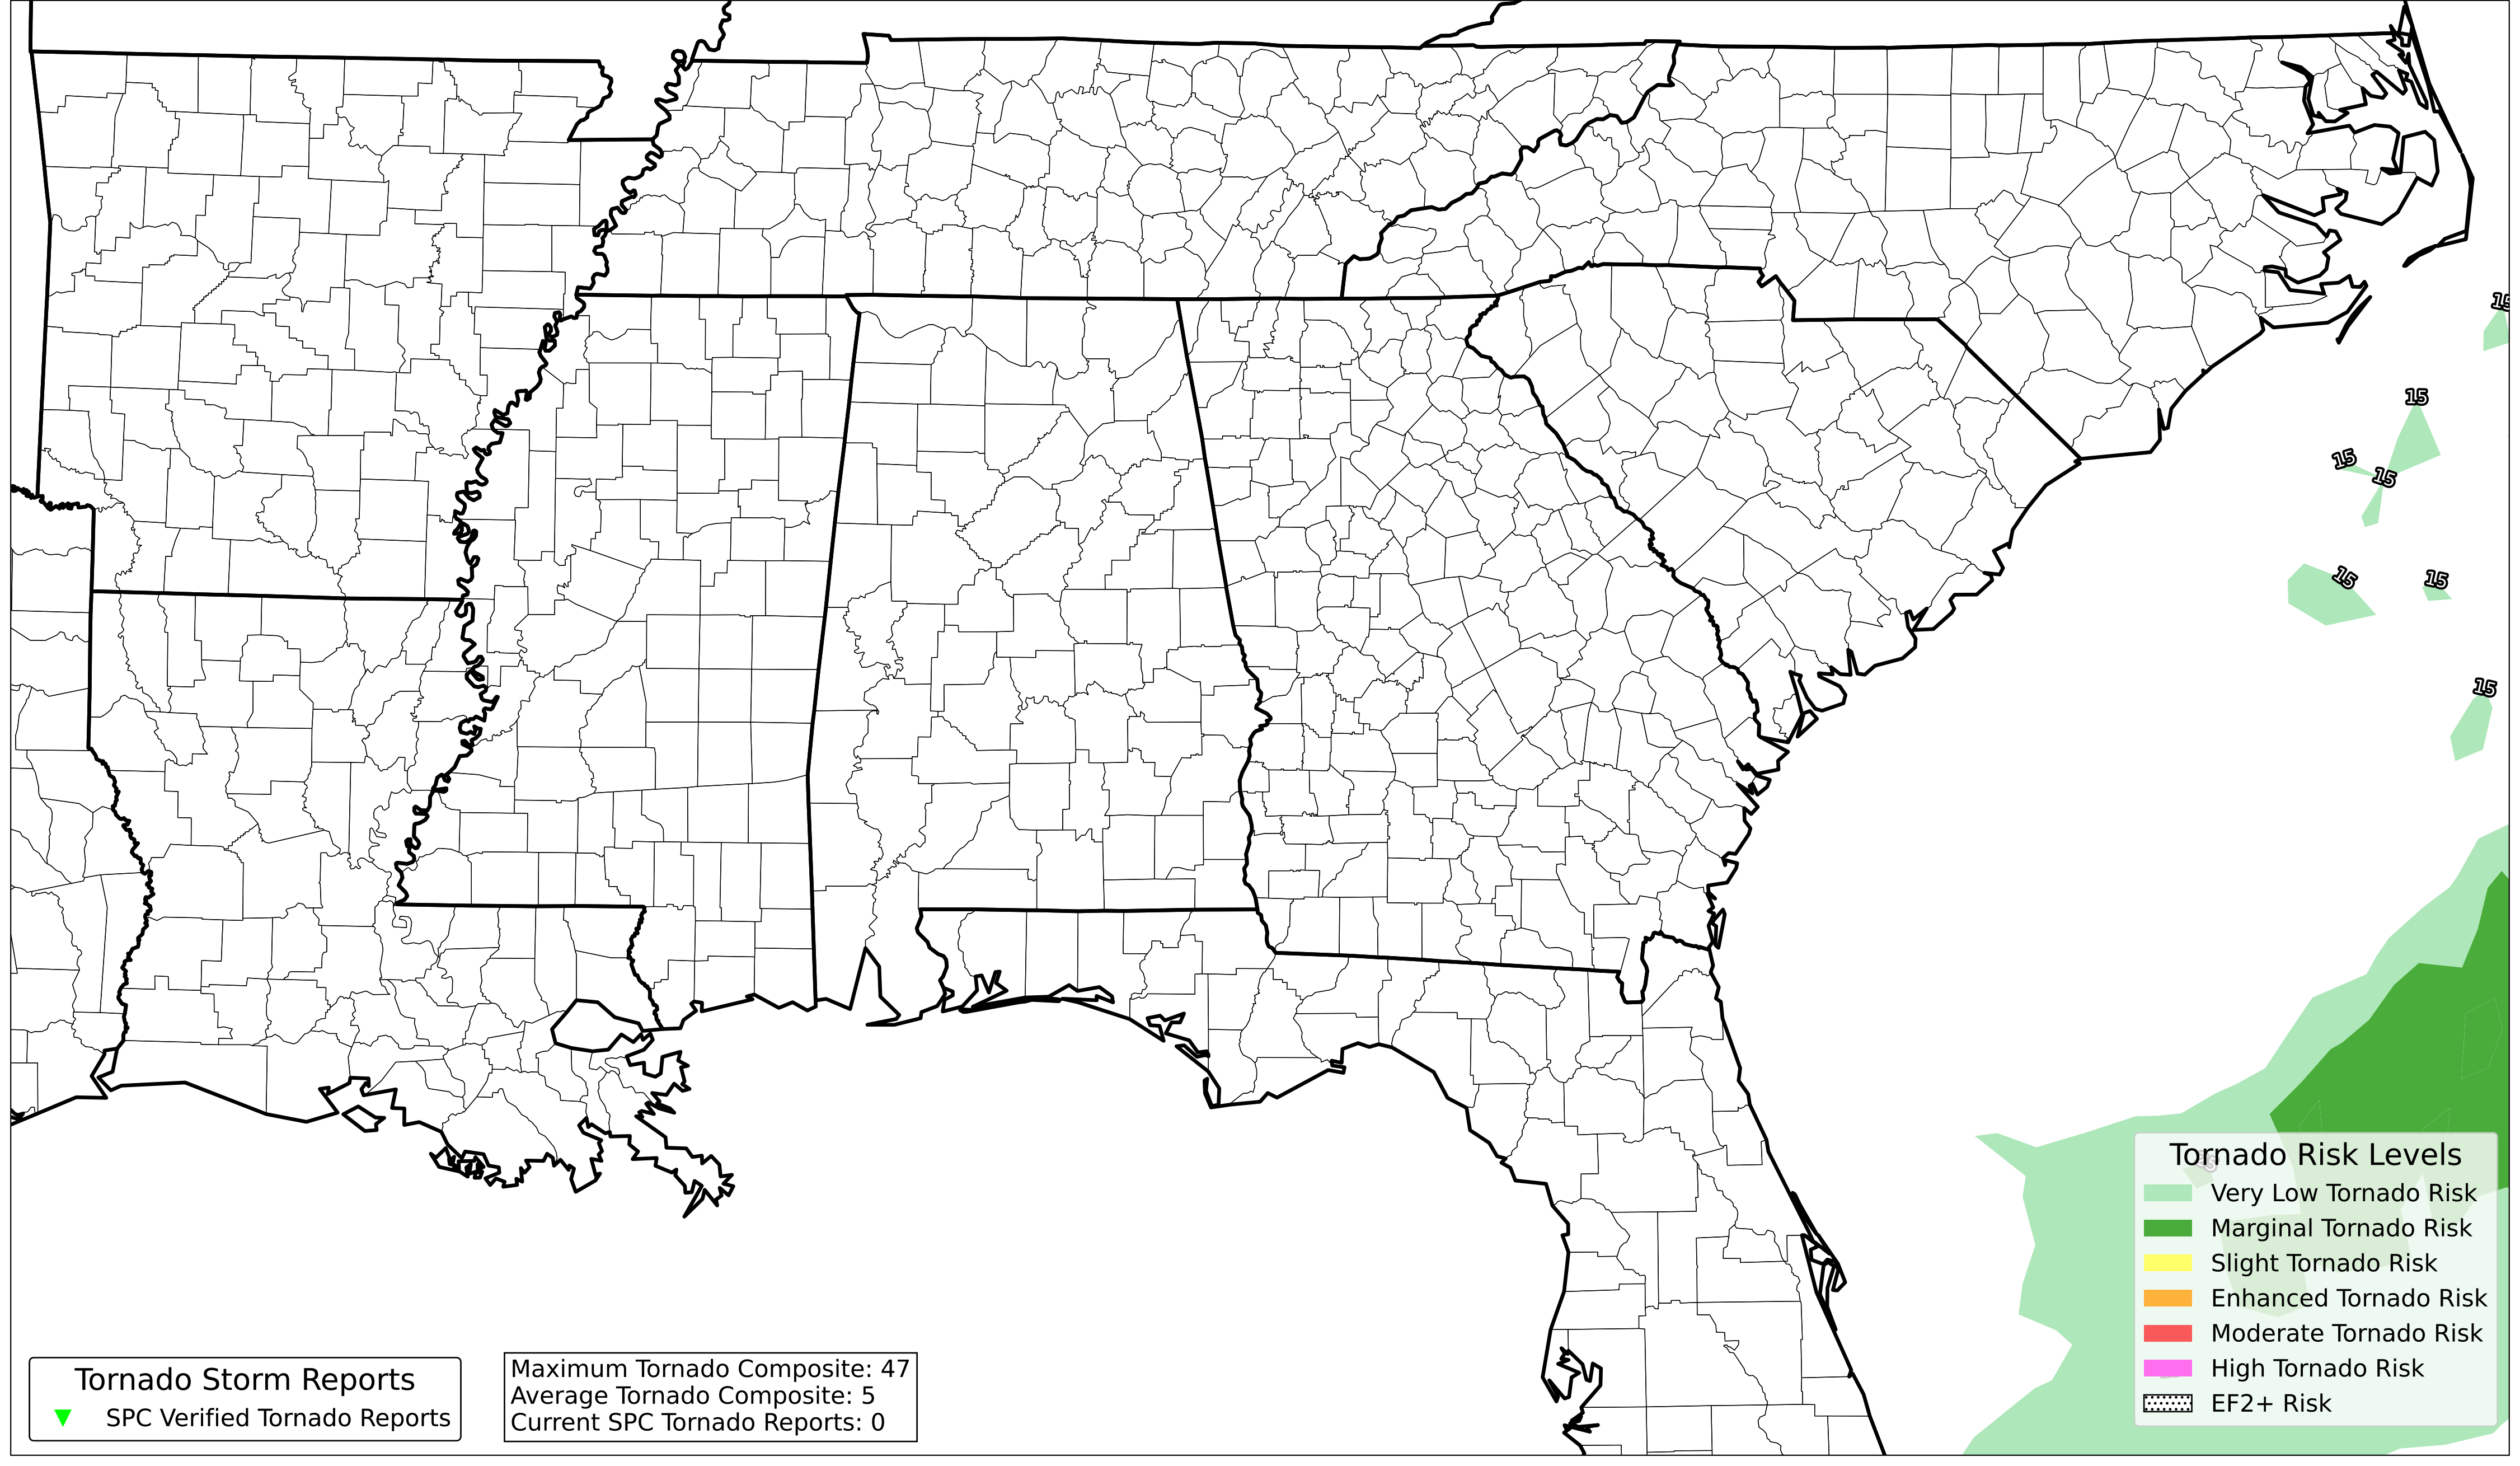 15
15
15
15
15
15
15
Tornado Risk Levels
Very Low Tornado Risk
Marginal Tornado Risk
Slight Tornado Risk
Enhanced Tornado Risk
Moderate Tornado Risk
High Tornado Risk
EF2+ Risk
Tornado Storm Reports
SPC Verified Tornado Reports
Maximum Tornado Composite: 47
Average Tornado Composite: 5
Current SPC Tornado Reports: 0